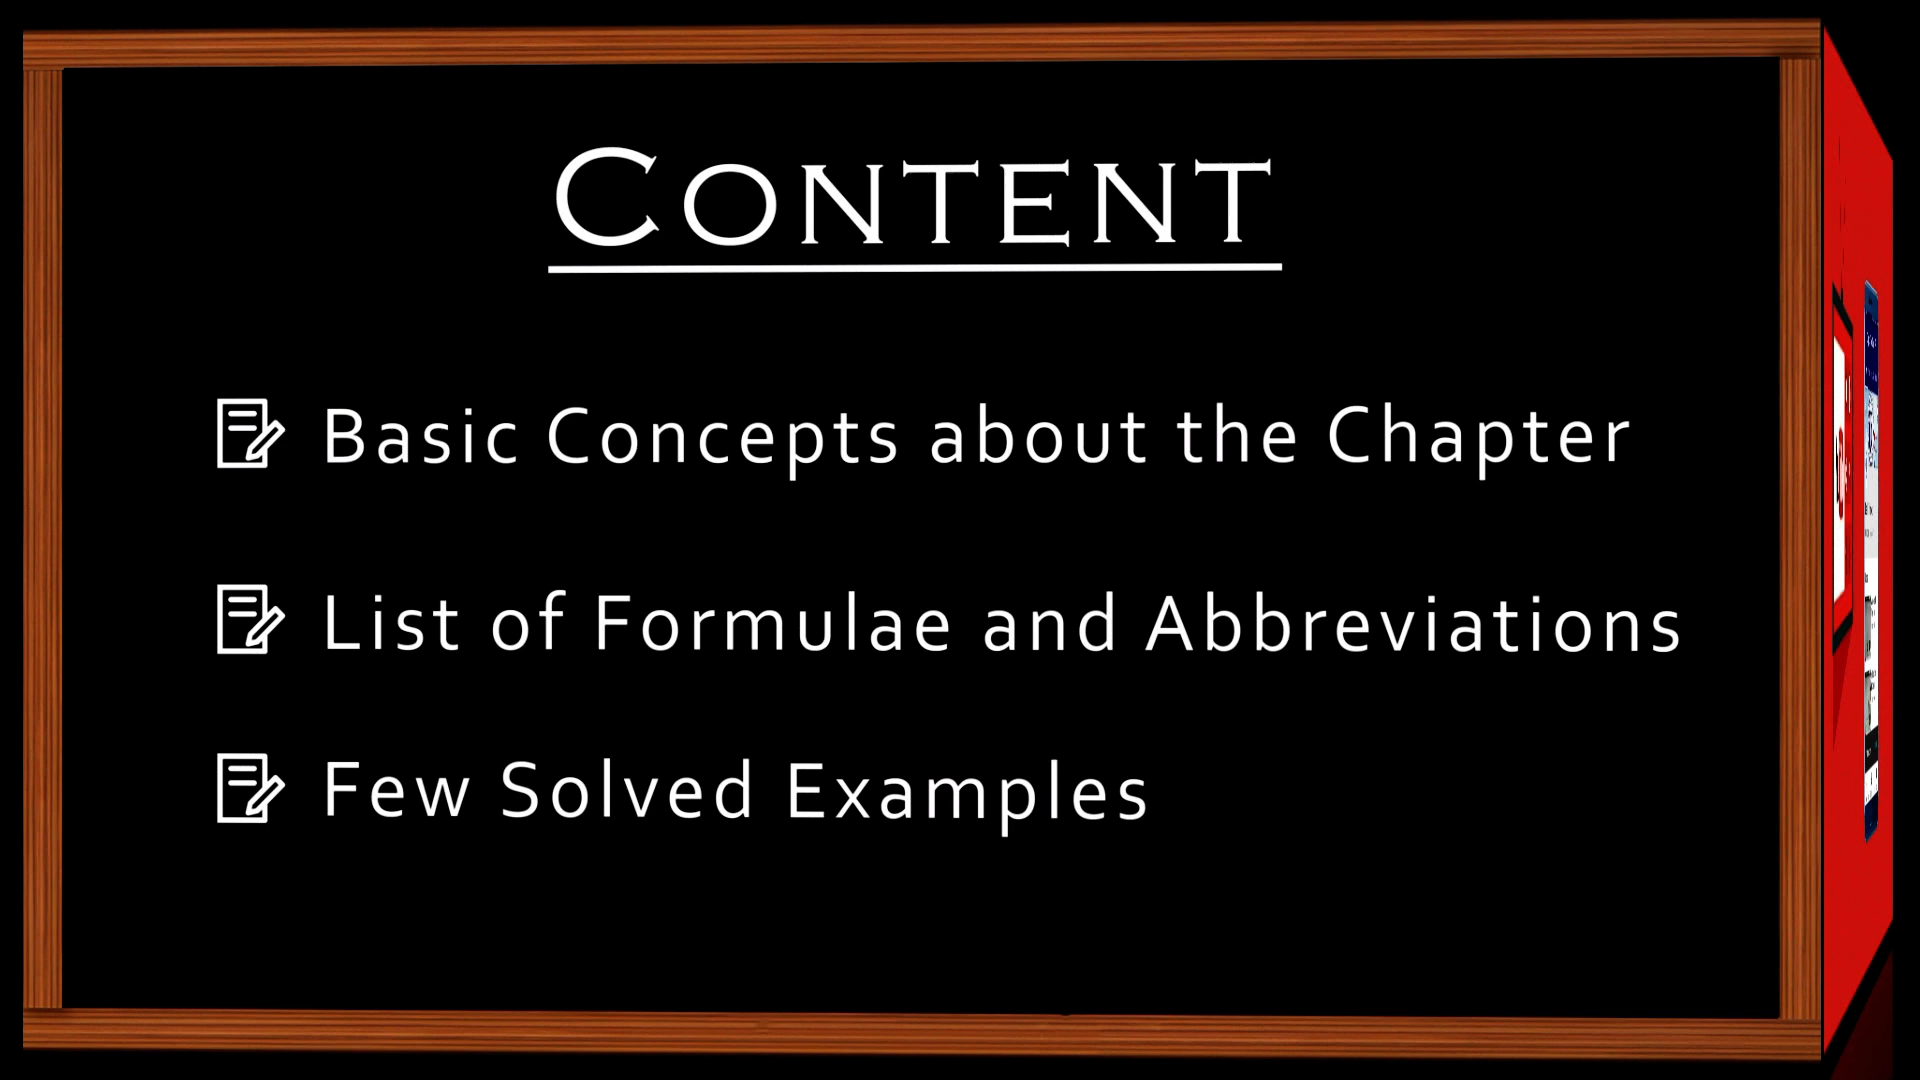 Content
Basic Concepts about the Chapter
List of Formulae and Abbreviations
Few Solved Examples